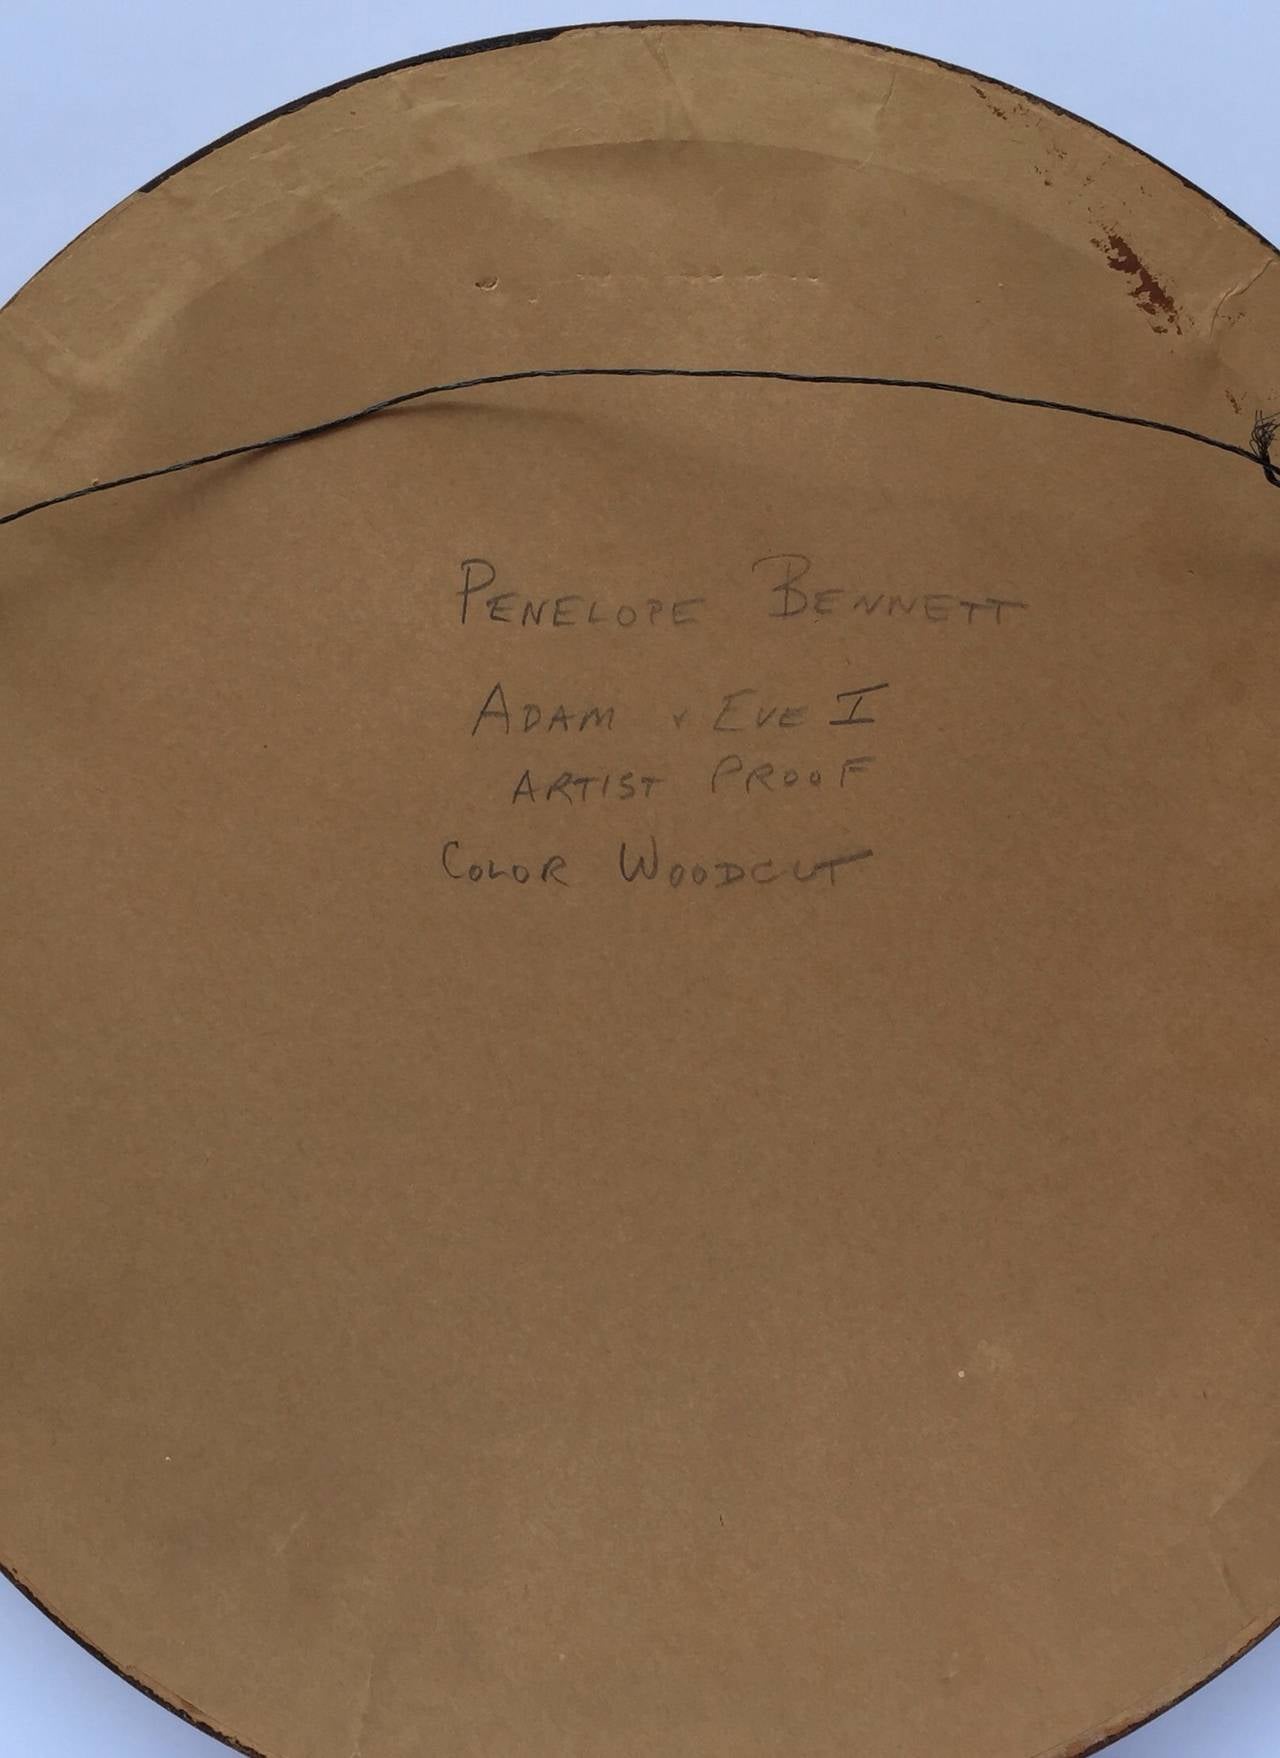 PENELOPE BENNETT
ADAM & EVE I
ARTIST PROOF
COLOR WOODCUT